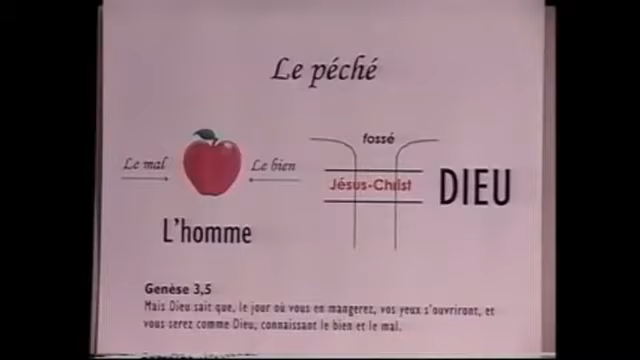 Le péché
fossé
Le mal
Le bien
Jésus-Christ
DIEU
L'homme
Genèse 3,5
Mais Dieu sait que, le jour où vous en mangerez, vos yeux s'ouvriront, et
vous serez comme Dieu, connaissant le bien et le mal.